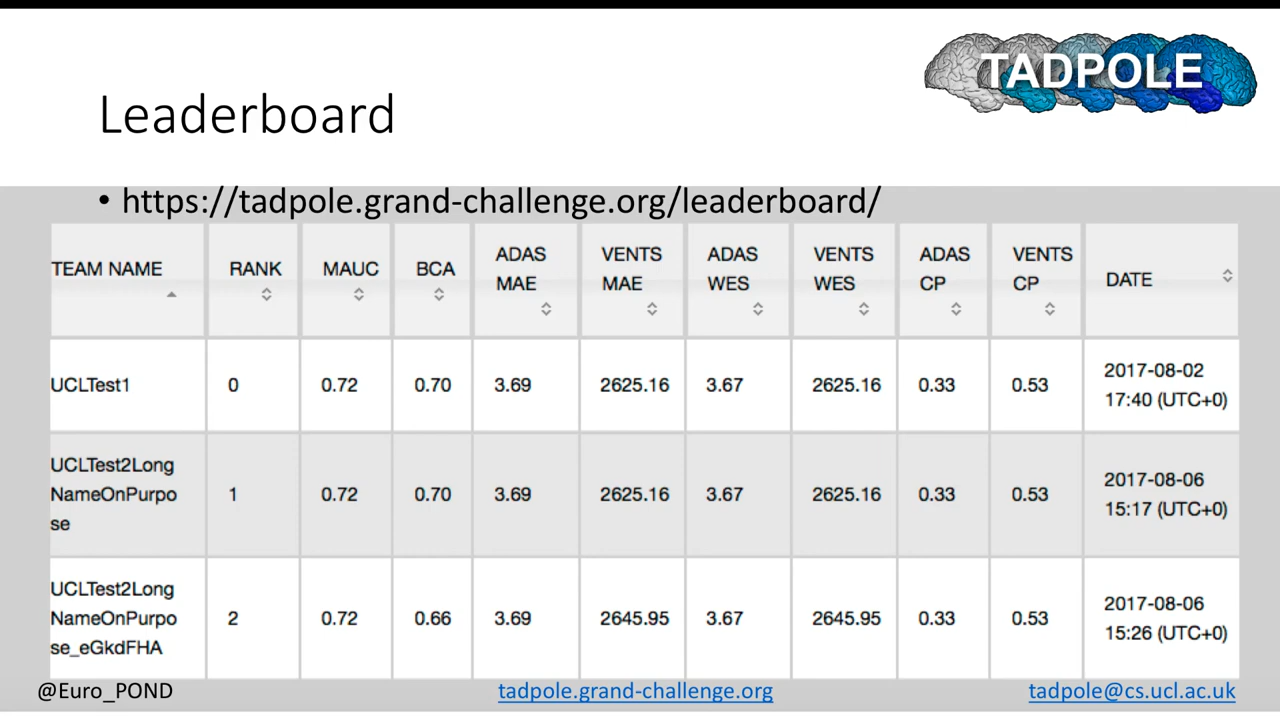 TADPOLE
Leaderboard
• https://tadpole.grand-challenge.org/leaderboard/
TEAM NAME RANK MAUC BCA ADAS MAE VENTS MAE ADAS WES VENTS WES ADAS CP VENTS CP DATE
UCLTest1 0 0.72 0.70 3.69 2625.16 3.67 2625.16 0.33 0.53 2017-08-02 17:40 (UTC+0)
UCLTest2Long
NameOnPurpo
se 1 0.72 0.70 3.69 2625.16 3.67 2625.16 0.33 0.53 2017-08-06 15:17 (UTC+0)
UCLTest2Long
NameOnPurpo
se_eGkdFHA 2 0.72 0.66 3.69 2645.95 3.67 2645.95 0.33 0.53 2017-08-06 15:26 (UTC+0)
@Euro_POND tadpole.grand-challenge.org tadpole@cs.ucl.ac.uk